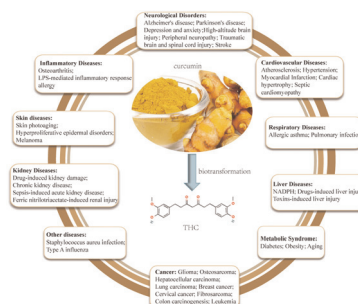 Neurological Disorders:
Alzheimer's disease; Parkinson's disease;
Depression and anxiety;High-altitude brain
injury; Peripheral neuropathy; Traumatic
brain and spinal cord injury; Stroke
Inflammatory Diseases:
Osteoarthritis;
LPS-mediated inflammatory response
allergy
curcumin
Cardiovascular Diseases:
Atherosclerosis; Hypertension;
Myocardial Infarction; Cardiac
hypertrophy; Septic
cardiomyopathy
Skin diseases:
Skin photoaging;
Hyperproliferative epidermal disorders;
Melanoma
Respiratory Diseases:
Allergic asthma; Pulmonary infection
Kidney Diseases:
Drug-induced kidney damage;
Chronic kidney disease;
Sepsis-induced acute kidney disease;
Ferric nitrilotriacetate-induced renal injury
biotransformation
Liver Diseases:
NADPH; Drugs-induced liver injury
Toxins-induced liver injury
THC
Other diseases:
Staphylococcus aureu infection;
Type A influenza
Metabolic Syndrome:
Diabetes; Obesity; Aging
Cancer: Glioma; Osteosarcoma;
Hepatocellular carcinoma;
Lung carcinoma; Breast cancer;
Cervical cancer; Fibrosarcoma;
Colon carcinogenesis; Leukemia